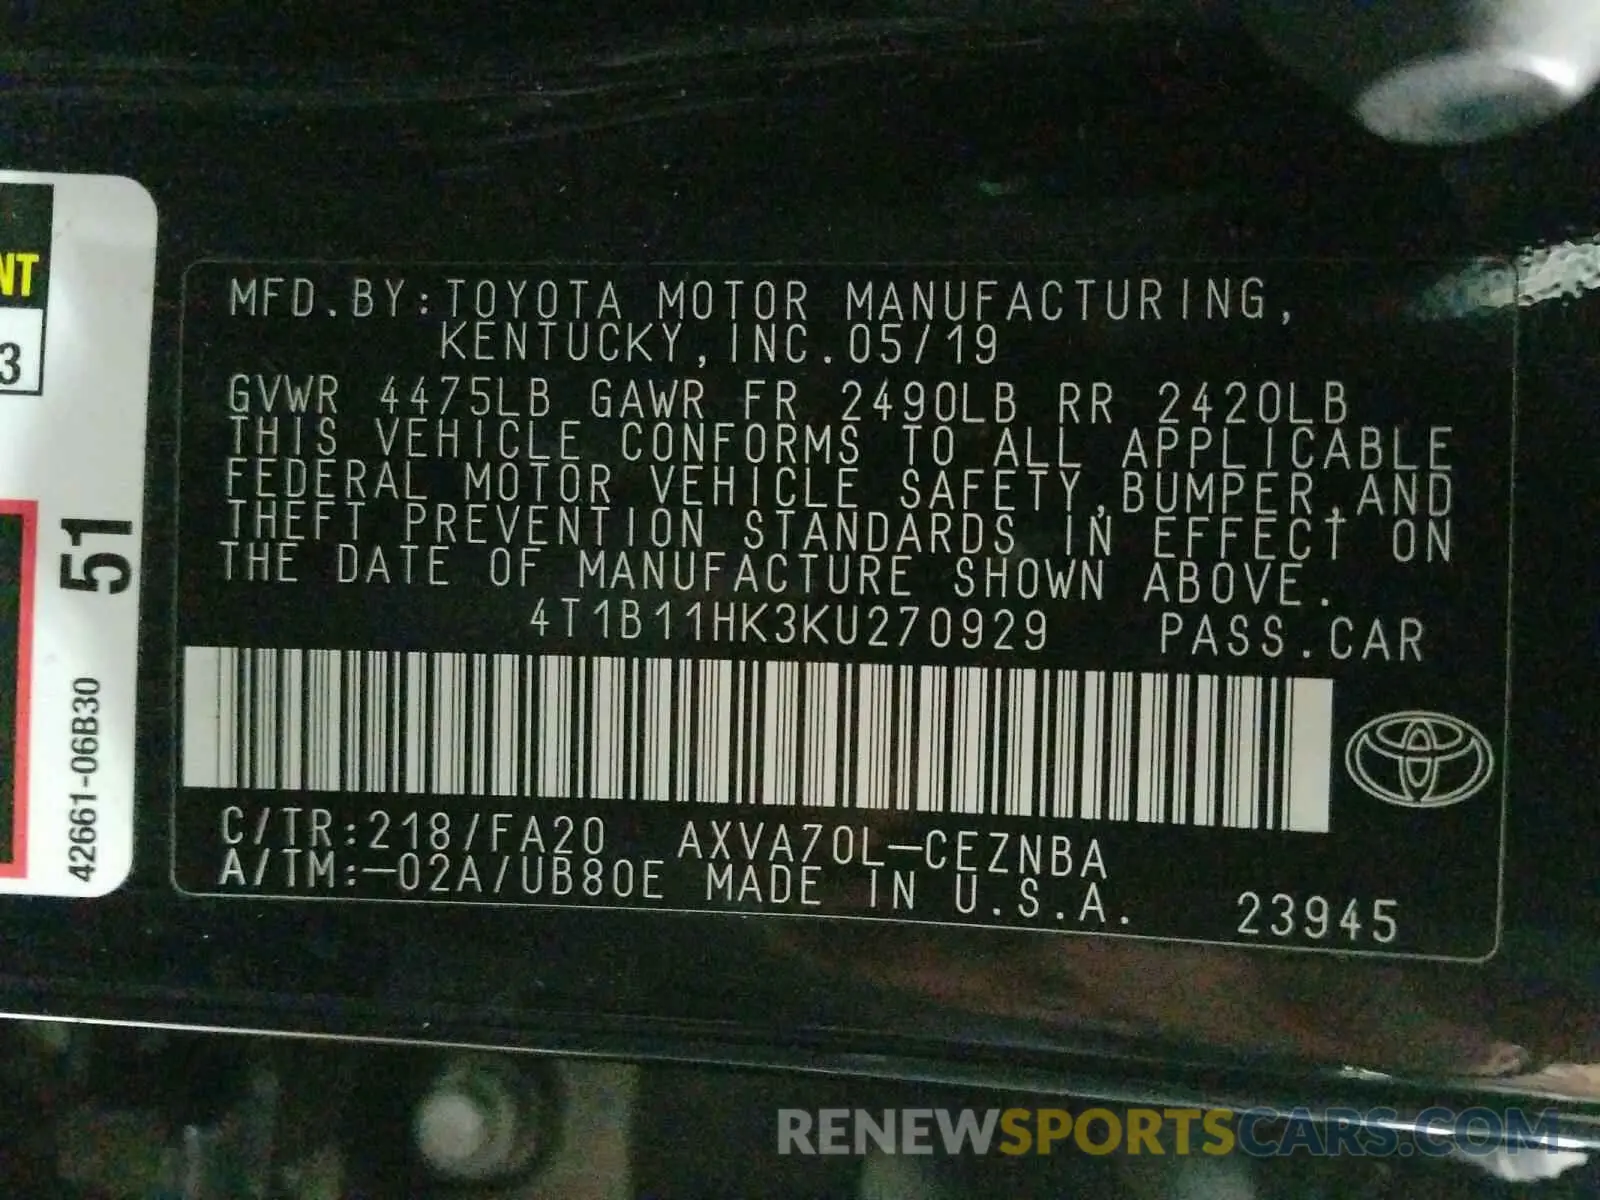 NT
3
51
42661-06B30
MFD.BY:TOYOTA MOTOR MANUFACTURING,
KENTUCKY,INC.05/19
GVWR 4475LB GAWR FR 2490LB RR 2420LB
THIS VEHICLE CONFORMS TO ALL APPLICABLE
FEDERAL MOTOR VEHICLE SAFETY,BUMPER,AND
THEFT PREVENTION STANDARDS IN EFFECT ON
THE DATE OF MANUFACTURE SHOWN ABOVE.
4T1B11HK3KU270929 PASS.CAR
C/TR:218/FA20 AXVA70L-CEZNBA
A/TM:-02A/UB80E MADE IN U.S.A. 23945
RENEWSPORTSCARS.COM